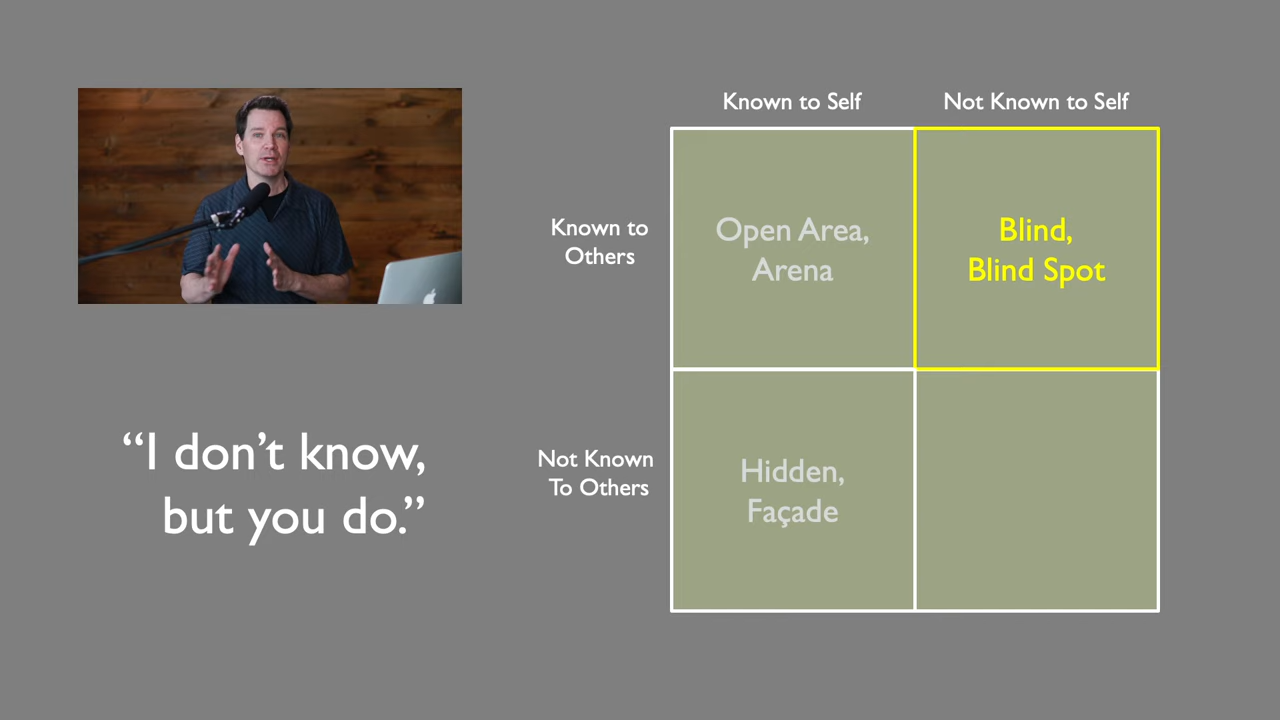 Known to Self
Not Known to Self
Known to
Others
Open Area,
Arena
Blind,
Blind Spot
“I don’t know,
but you do.”
Not Known
To Others
Hidden,
Façade